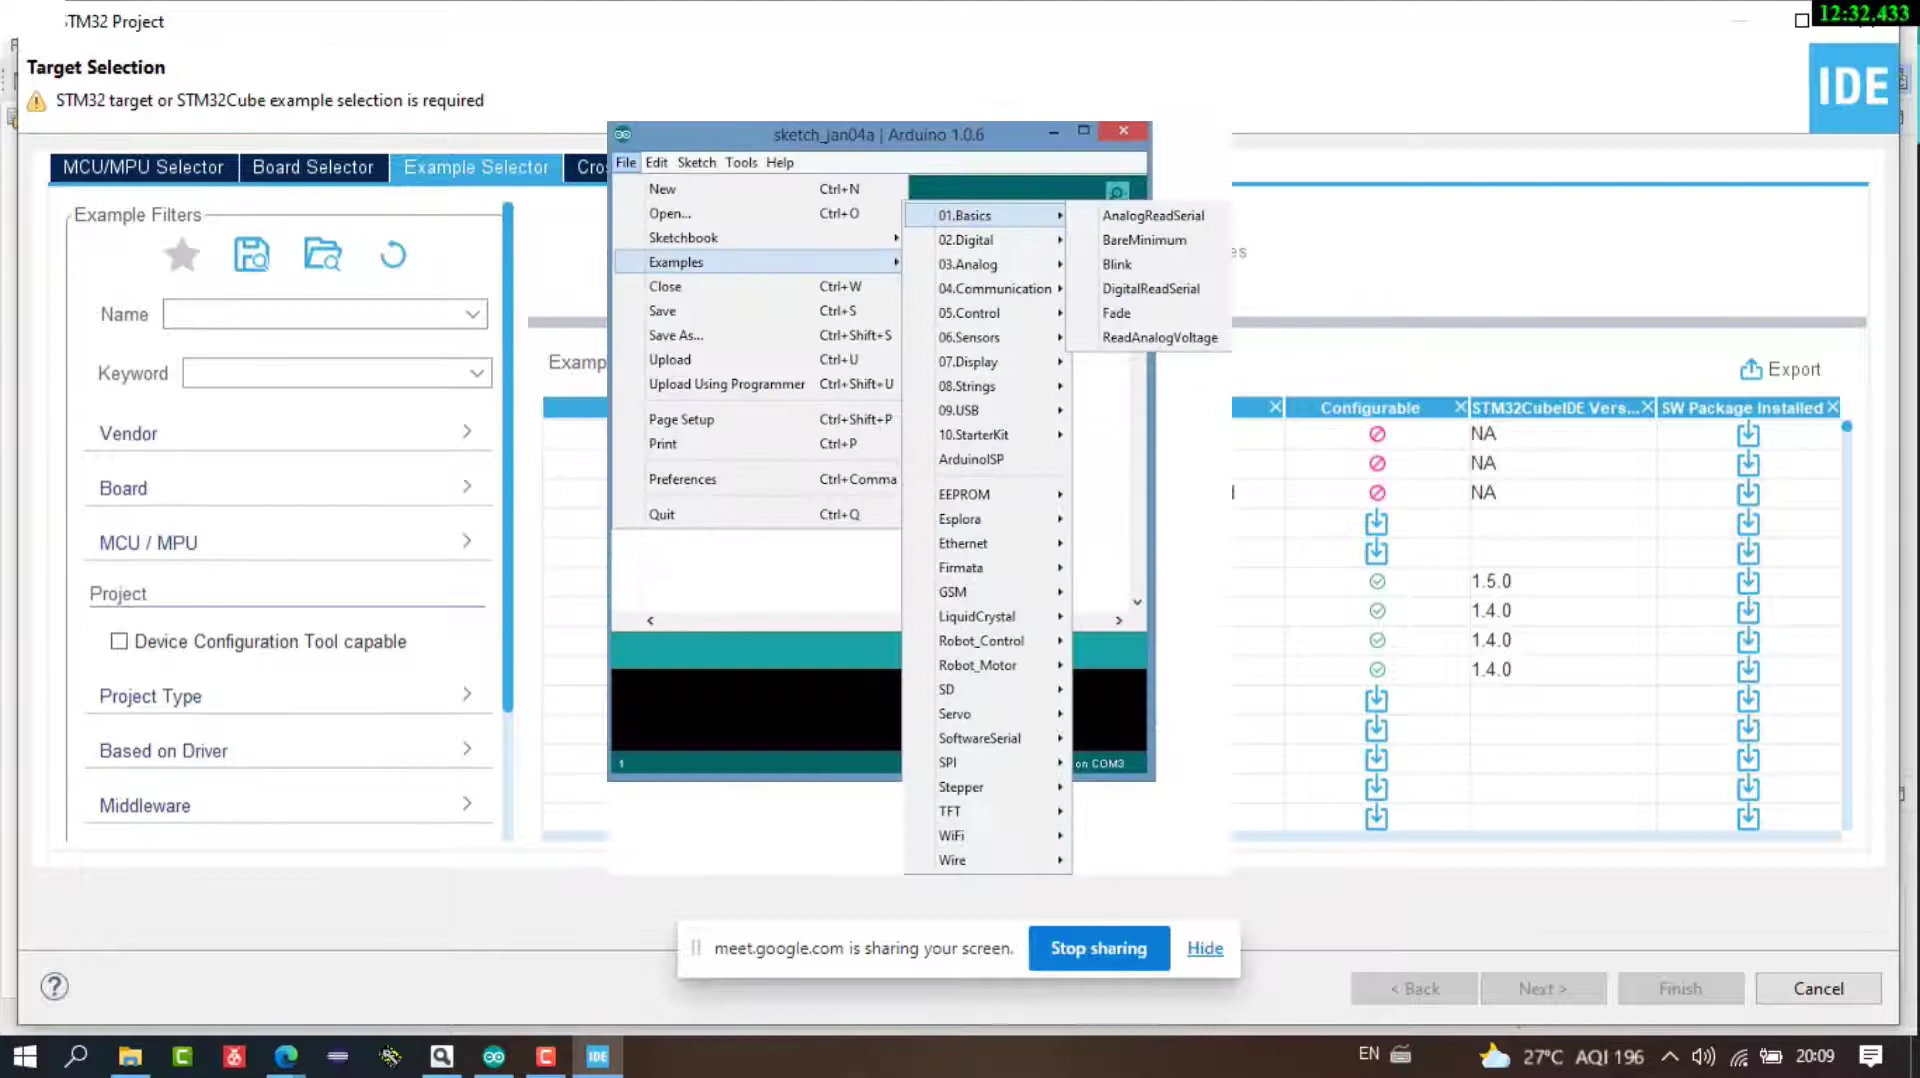 12:32.433
STM32 Project
Target Selection
STM32 target or STM32Cube example selection is required
IDE
MCU/MPU Selector
Board Selector
Example Selector
Cro
Example Filters
Name
Keyword
Vendor
Board
MCU / MPU
Project
Device Configuration Tool capable
Project Type
Based on Driver
Middleware
Examp
es
Export
Configurable
STM32CubeIDE Vers...
SW Package Installed
NA
NA
NA
1.5.0
1.4.0
1.4.0
1.4.0
sketch_jan04a | Arduino 1.0.6
File Edit Sketch Tools Help
New Ctrl+N
Open... Ctrl+O
Sketchbook
Examples
Close Ctrl+W
Save Ctrl+S
Save As... Ctrl+Shift+S
Upload Ctrl+U
Upload Using Programmer Ctrl+Shift+U
Page Setup Ctrl+Shift+P
Print Ctrl+P
Preferences Ctrl+Comma
Quit Ctrl+Q
01.Basics
02.Digital
03.Analog
04.Communication
05.Control
06.Sensors
07.Display
08.Strings
09.USB
10.StarterKit
ArduinoISP
EEPROM
Esplora
Ethernet
Firmata
GSM
LiquidCrystal
Robot_Control
Robot_Motor
SD
Servo
SoftwareSerial
SPI
Stepper
TFT
WiFi
Wire
AnalogReadSerial
BareMinimum
Blink
DigitalReadSerial
Fade
ReadAnalogVoltage
1
on COM3
meet.google.com is sharing your screen.
Stop sharing
Hide
< Back
Next >
Finish
Cancel
IDE
EN
27°C AQI 196
20:09